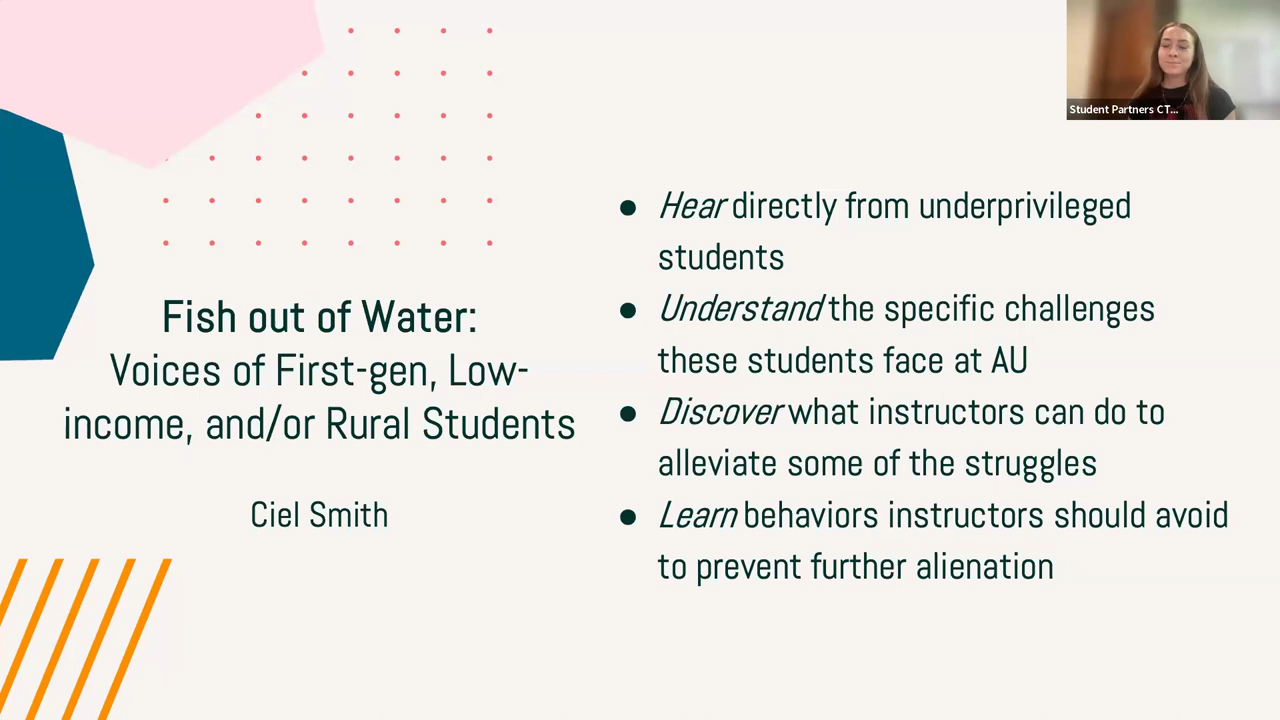 Student Partners CT...
Fish out of Water:
Voices of First-gen, Low-
income, and/or Rural Students
Ciel Smith
● Hear directly from underprivileged
students
● Understand the specific challenges
these students face at AU
● Discover what instructors can do to
alleviate some of the struggles
● Learn behaviors instructors should avoid
to prevent further alienation